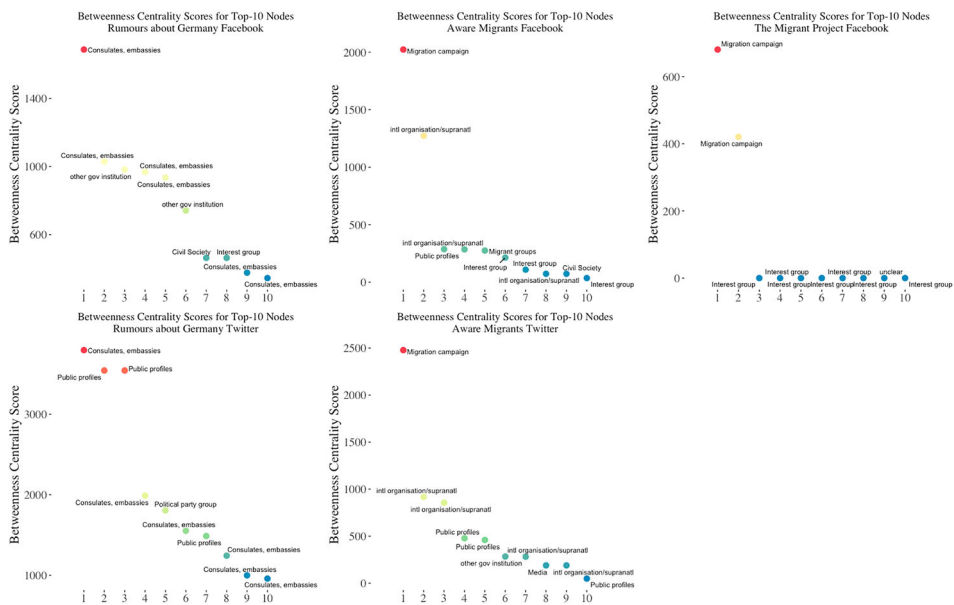 Betweenness Centrality Scores for Top-10 Nodes
Rumours about Germany Facebook
Betweenness Centrality Score
1400
1000
600
Consulates, embassies
Consulates, embassies
other gov institution
Consulates, embassies
Consulates, embassies
other gov institution
Civil Society
Interest group
Consulates, embassies
Consulates, embassies
1 2 3 4 5 6 7 8 9 10
Betweenness Centrality Scores for Top-10 Nodes
Aware Migrants Facebook
Betweenness Centrality Score
2000
1500
1000
500
0
Migration campaign
intl organisation/supranatl
intl organisation/supranatl
Public profiles
Migrant groups
Interest group
Interest group
intl organisation/supranatl
Civil Society
Interest group
1 2 3 4 5 6 7 8 9 10
Betweenness Centrality Scores for Top-10 Nodes
The Migrant Project Facebook
Betweenness Centrality Score
600
400
200
0
Migration campaign
Migration campaign
Interest group
Interest group
Interest group
Interest group
Interest group
Interest group
unclear
Interest group
1 2 3 4 5 6 7 8 9 10
Betweenness Centrality Scores for Top-10 Nodes
Rumours about Germany Twitter
Betweenness Centrality Score
3000
2000
1000
Consulates, embassies
Public profiles
Public profiles
Consulates, embassies
Political party group
Consulates, embassies
Public profiles
Consulates, embassies
Consulates, embassies
Consulates, embassies
1 2 3 4 5 6 7 8 9 10
Betweenness Centrality Scores for Top-10 Nodes
Aware Migrants Twitter
Betweenness Centrality Score
2500
2000
1500
1000
500
0
Migration campaign
intl organisation/supranatl
intl organisation/supranatl
Public profiles
Public profiles
other gov institution
intl organisation/supranatl
Media
intl organisation/supranatl
Public profiles
1 2 3 4 5 6 7 8 9 10